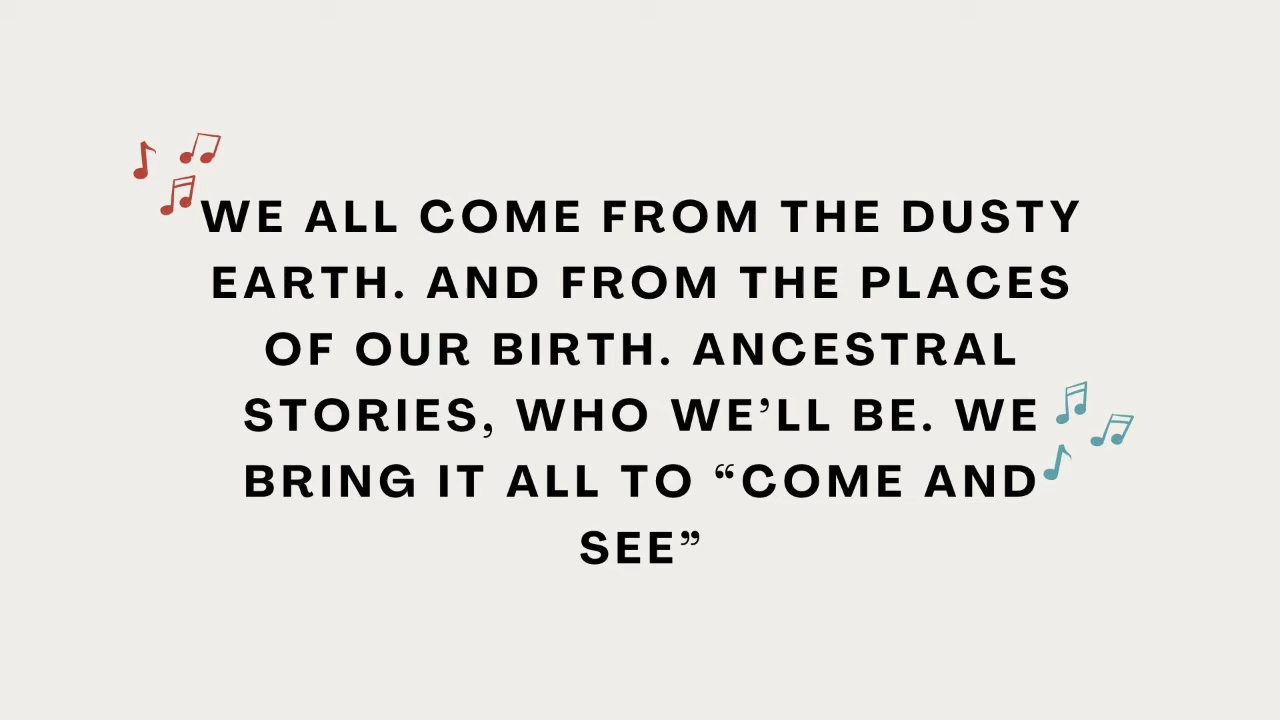 WE ALL COME FROM THE DUSTY
EARTH. AND FROM THE PLACES
OF OUR BIRTH. ANCESTRAL
STORIES, WHO WE’LL BE. WE
BRING IT ALL TO “COME AND
SEE”